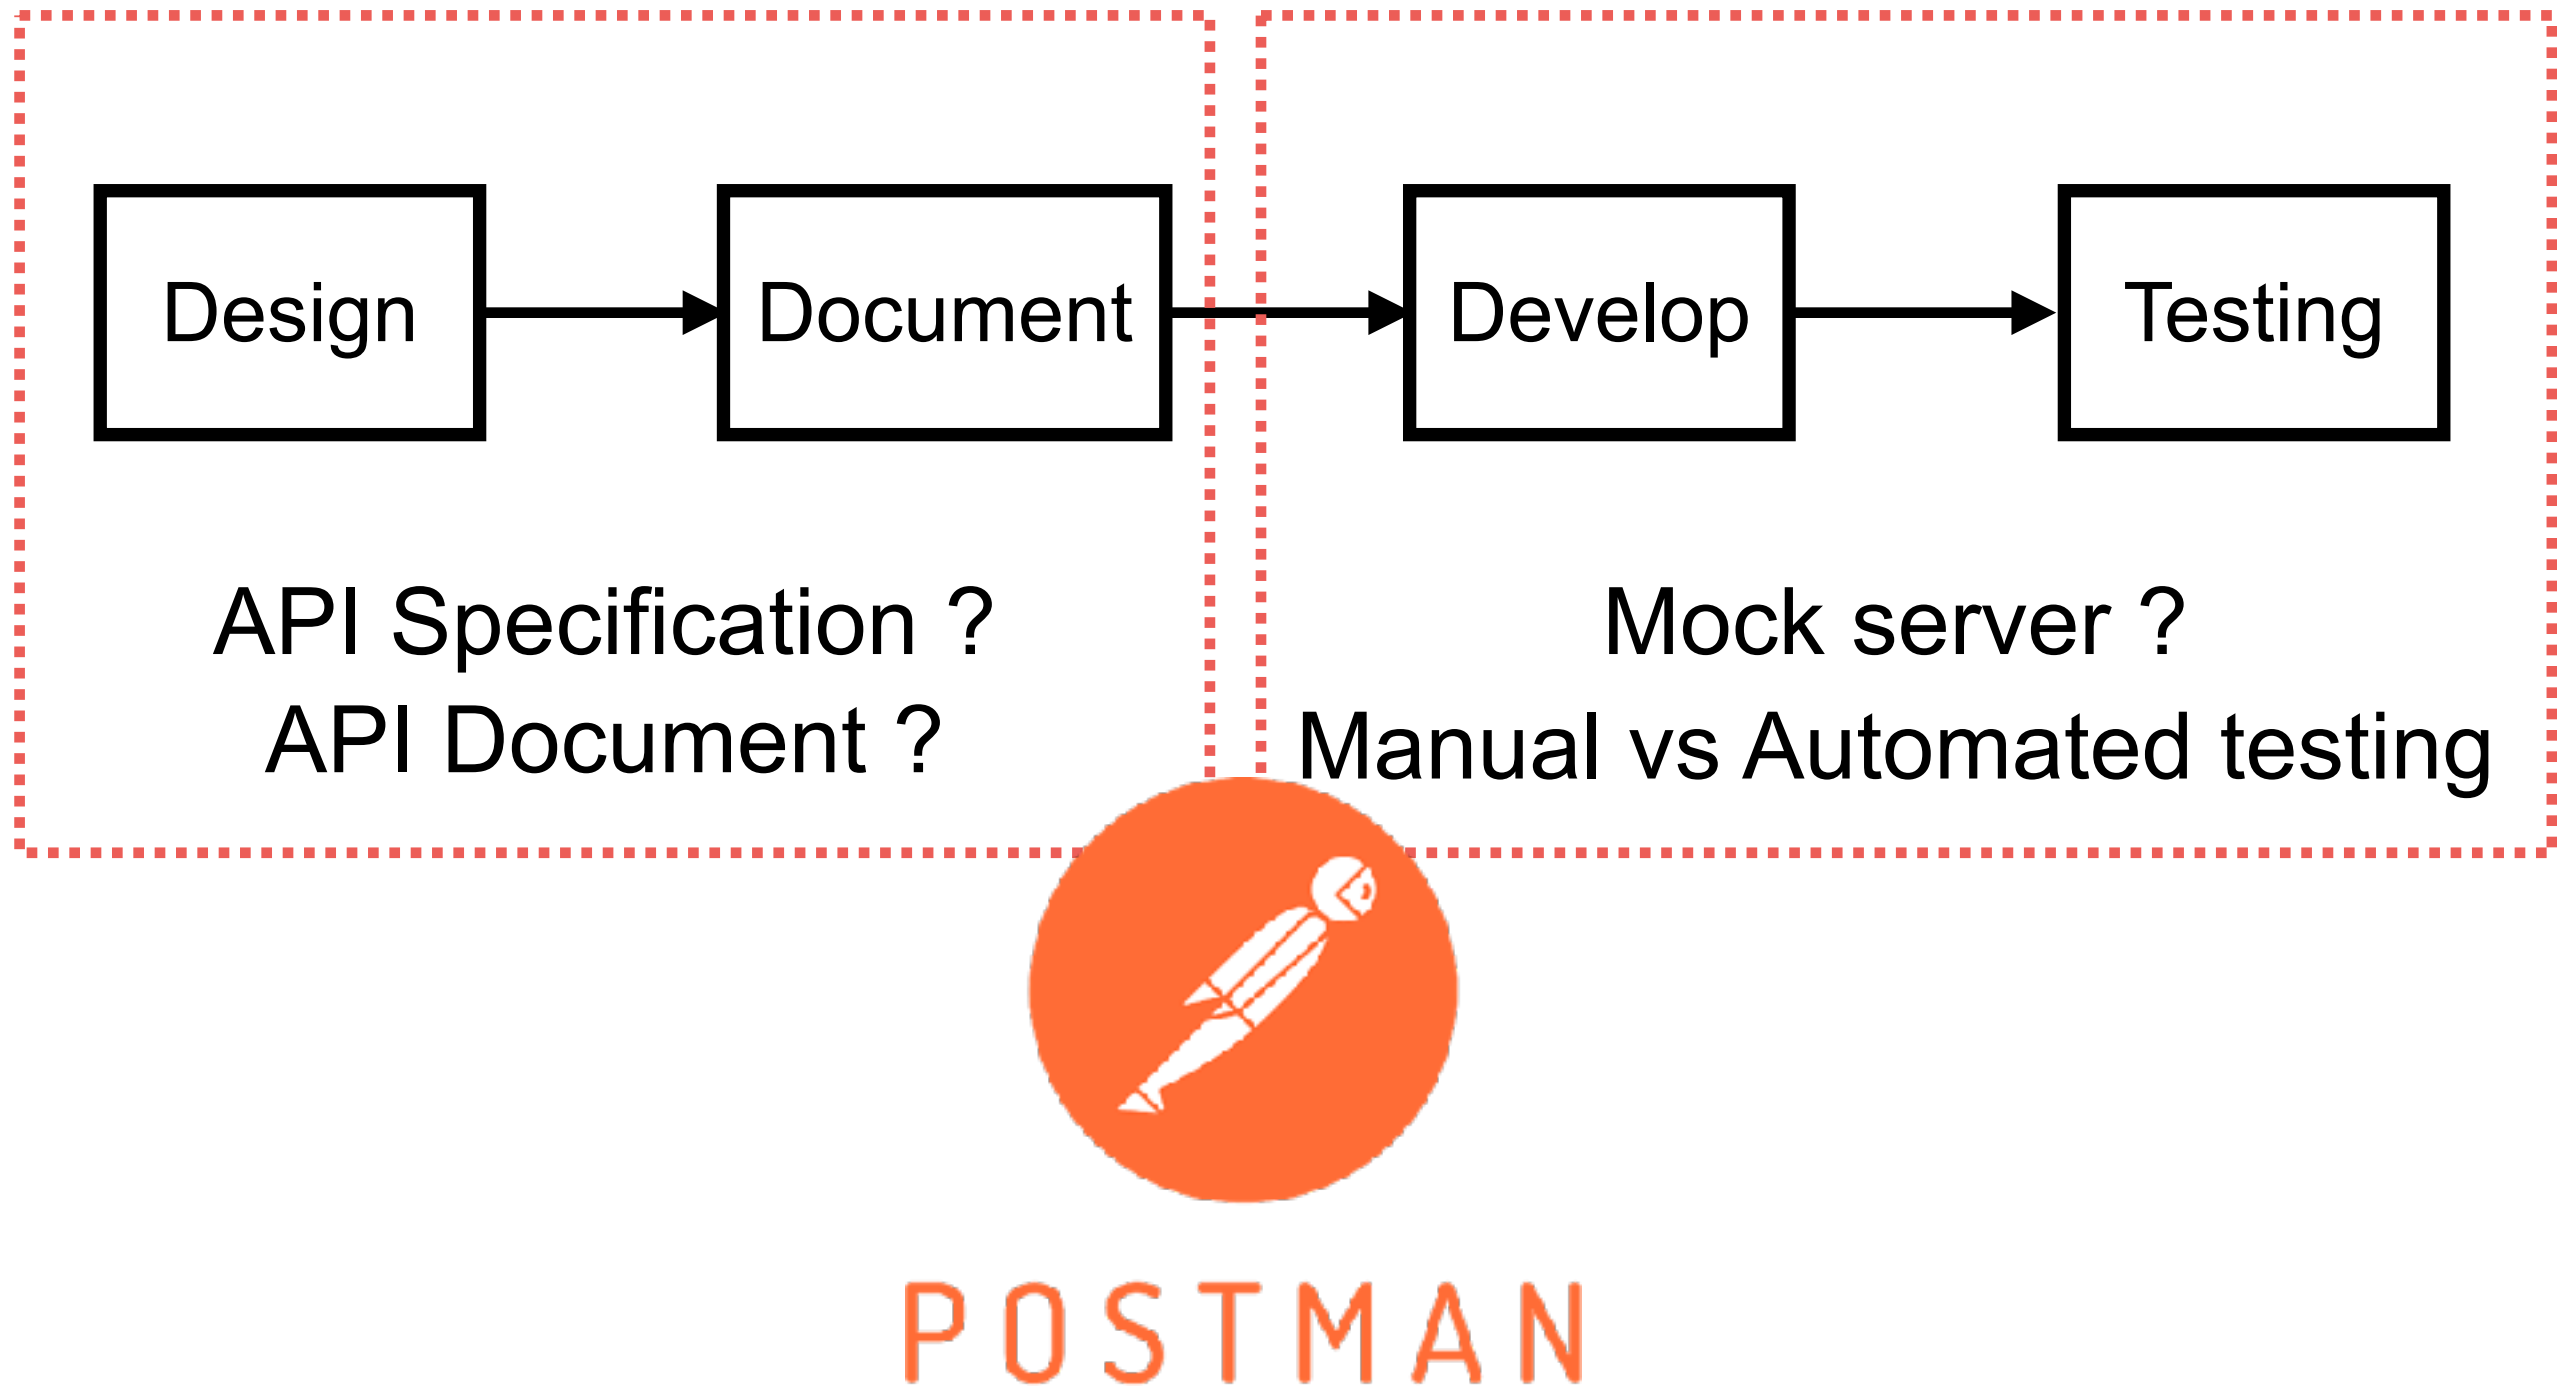 Design
Document
Develop
Testing
API Specification ?
API Document ?
Mock server ?
Manual vs Automated testing
POSTMAN